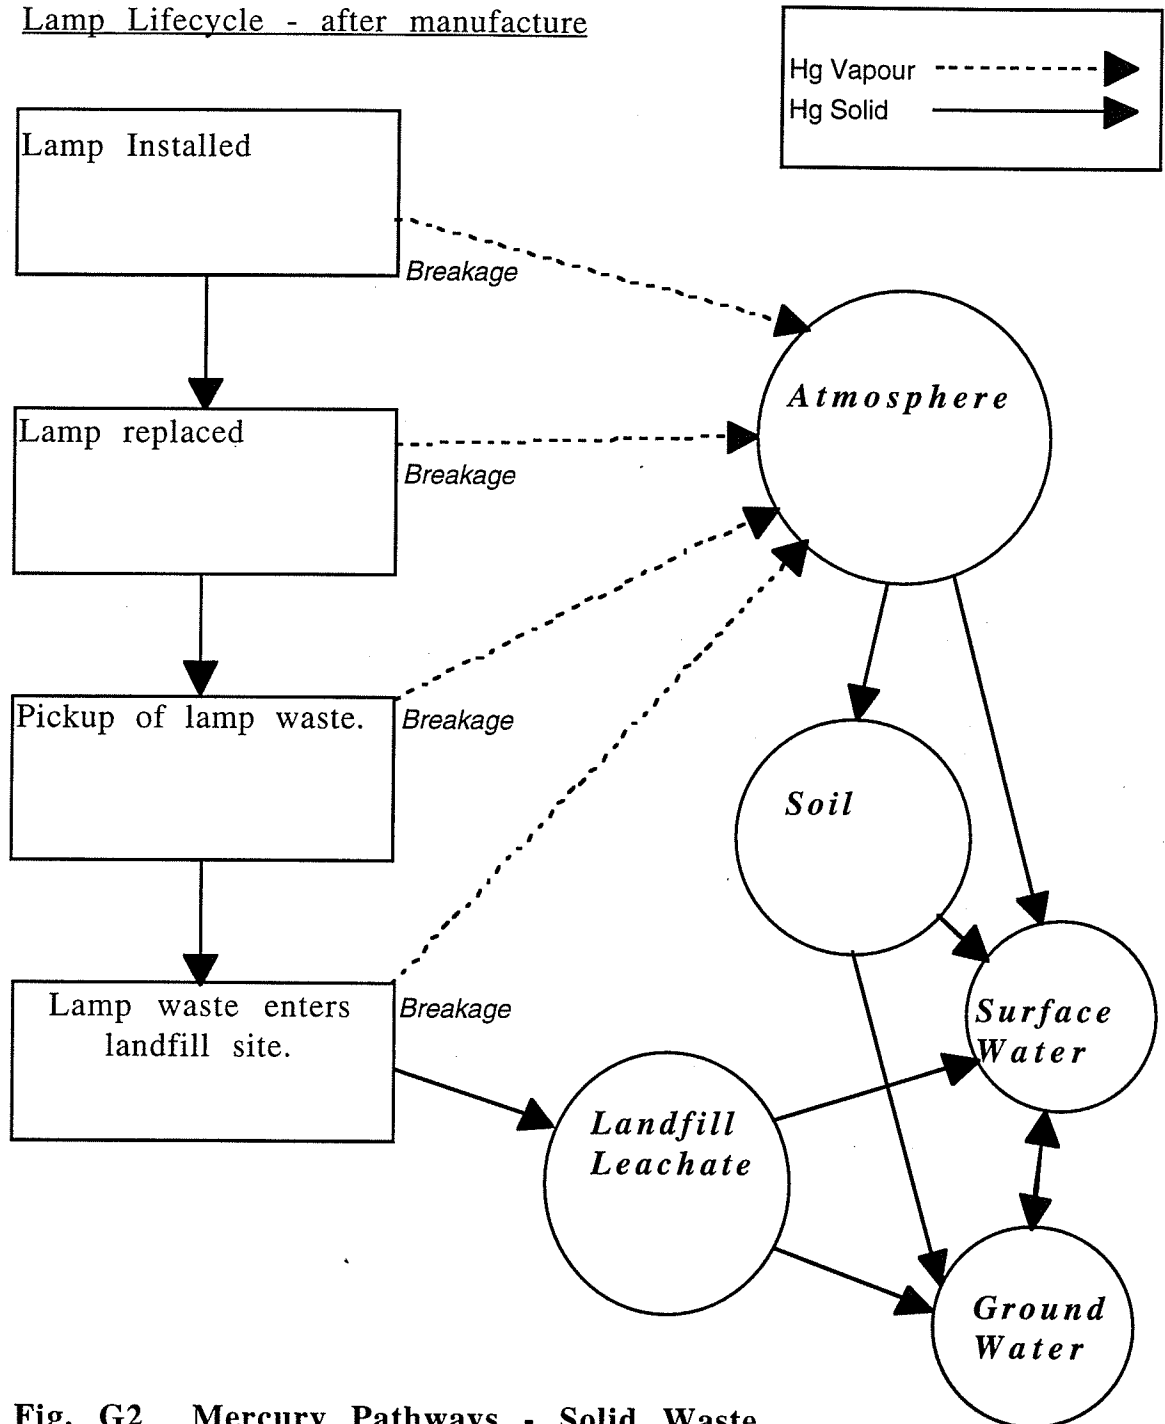 Lamp Lifecycle - after manufacture
Hg Vapour
Hg Solid
Lamp Installed
Breakage
Atmosphere
Lamp replaced
Breakage
Pickup of lamp waste.
Breakage
Soil
Lamp waste enters
landfill site.
Breakage
Surface
Water
Landfill
Leachate
Ground
Water
Fig. G2 Mercury Pathways - Solid Waste